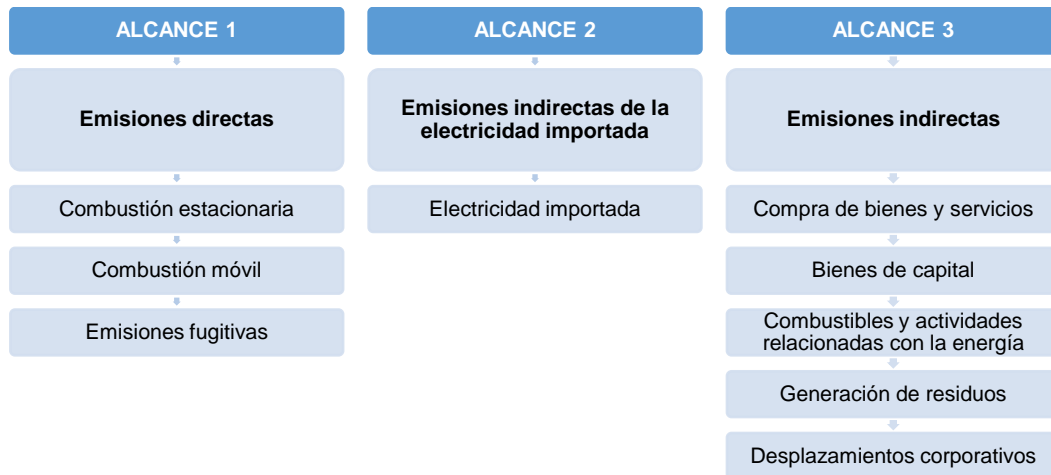 ALCANCE 1
Emisiones directas
Combustión estacionaria
Combustión móvil
Emisiones fugitivas
ALCANCE 2
Emisiones indirectas de la
electricidad importada
Electricidad importada
ALCANCE 3
Emisiones indirectas
Compra de bienes y servicios
Bienes de capital
Combustibles y actividades
relacionadas con la energía
Generación de residuos
Desplazamientos corporativos